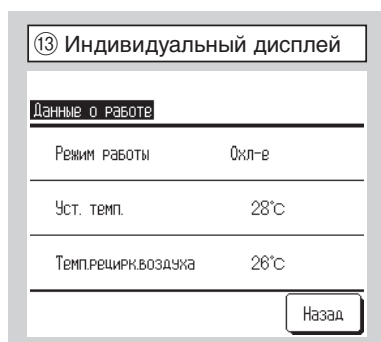 ⑬ Индивидуальный дисплей
Данные о работе
Режим работы Охл-е
Уст. темп. 28°C
Темп.рецирк.воздуха 26°C
Назад